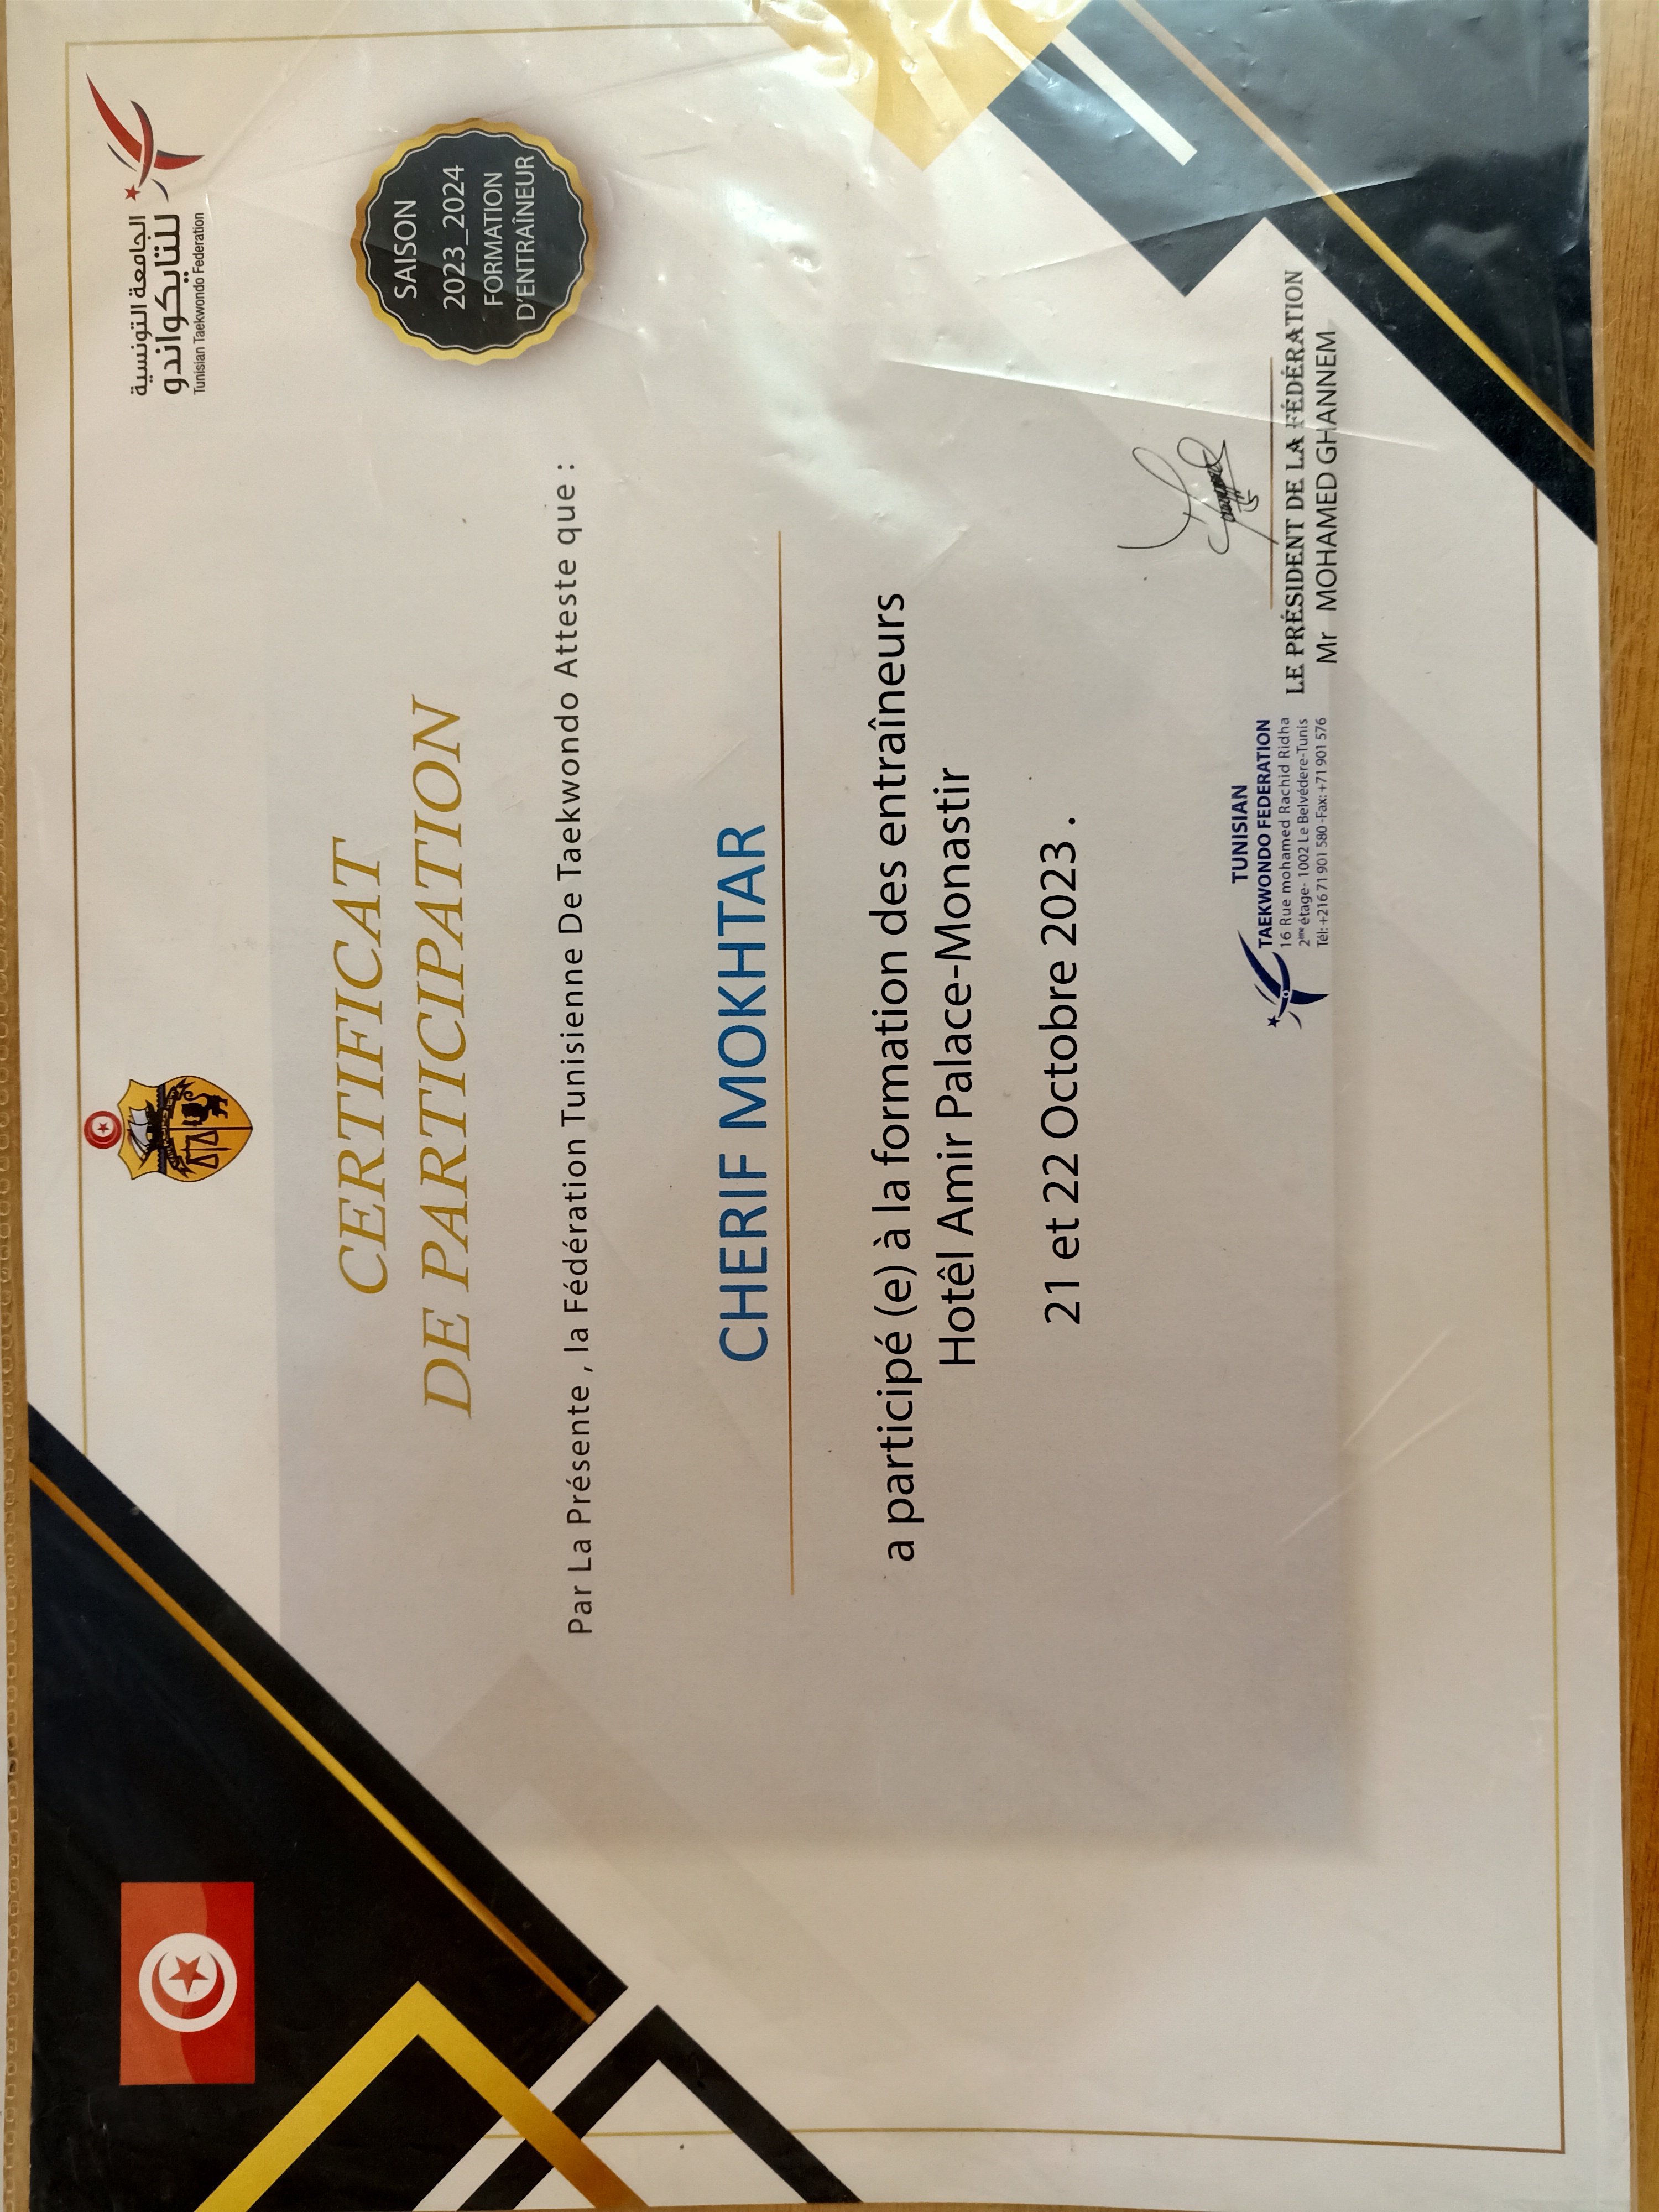 الجامعة التونسية
للتايكواندو
Tunisian Taekwondo Federation
SAISON
2023_2024
FORMATION
D'ENTRAÎNEUR
CERTIFICAT
DE PARTICIPATION
Par La Présente , la Fédération Tunisienne De Taekwondo Atteste que :
CHERIF MOKHTAR
a participé (e) à la formation des entraîneurs
Hotêl Amir Palace-Monastir
21 et 22 Octobre 2023 .
TUNISIAN
TAEKWONDO FEDERATION
16 Rue mohamed Rachid Ridha
2ème étage- 1002 Le Belvédere-Tunis
Tél: +216 71 901 580 -Fax: +71 901 576
LE PRÉSIDENT DE LA FÉDÉRATION
Mr MOHAMED GHANNEM